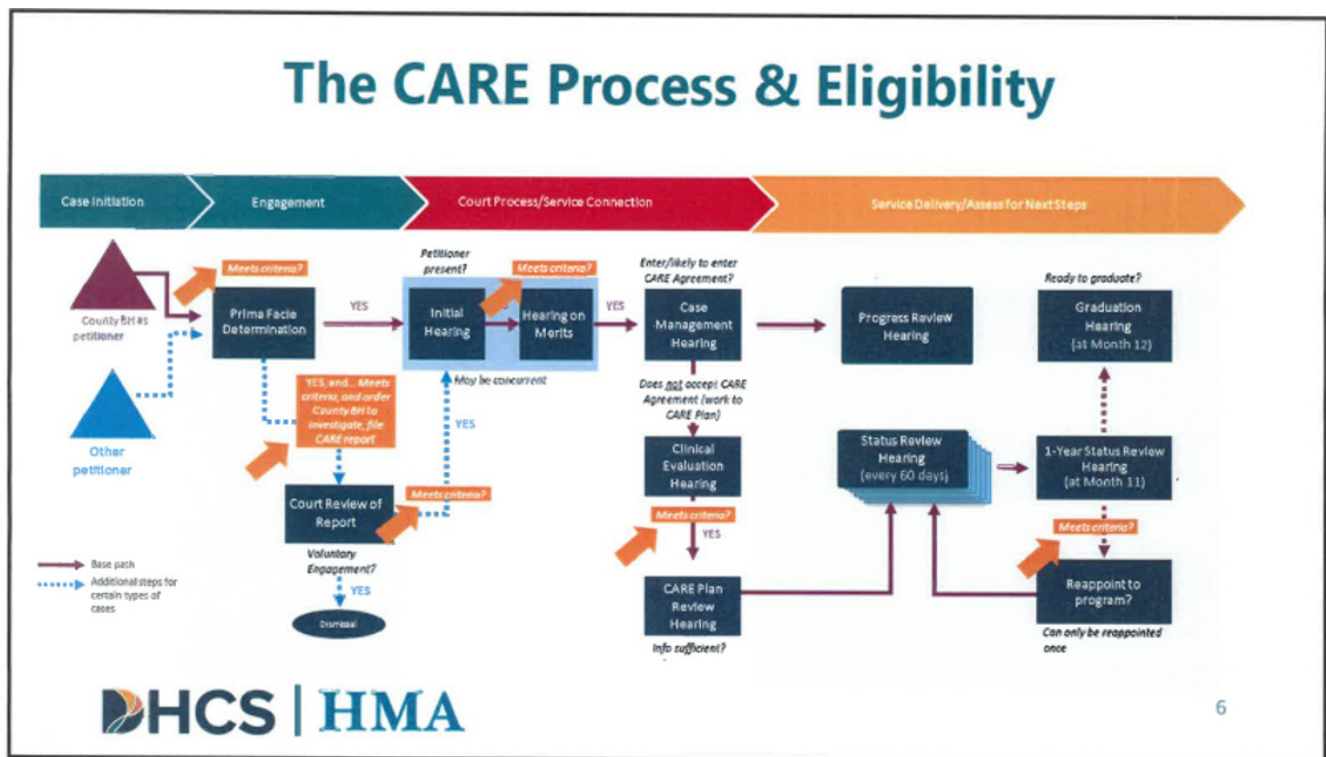 The CARE Process & Eligibility
Case Initiation
Engagement
Court Process/Service Connection
Service Delivery/Assess for Next Steps
County BH as
petitioner
Other
petitioner
Meets criteria?
Prima Facie
Determination
YES
YES, and... Meets
criteria, and order
County BH to
investigate, file
CARE report
Court Review of
Report
Meets criteria?
Voluntary
Engagement?
YES
Dismissal
Petitioner
present?
Meets criteria?
Initial
Hearing
Hearing on
Merits
May be concurrent
YES
YES
Enter/likely to enter
CARE Agreement?
Case
Management
Hearing
Does not accept CARE
Agreement (work to
CARE Plan)
Clinical
Evaluation
Hearing
Meets criteria?
YES
CARE Plan
Review
Hearing
Info sufficient?
Progress Review
Hearing
Status Review
Hearing
(every 60 days)
Ready to graduate?
Graduation
Hearing
(at Month 12)
1-Year Status Review
Hearing
(at Month 11)
Meets criteria?
Reappoint to
program?
Can only be reappointed
once
Base path
Additional steps for
certain types of
cases
DHCS | HMA
6